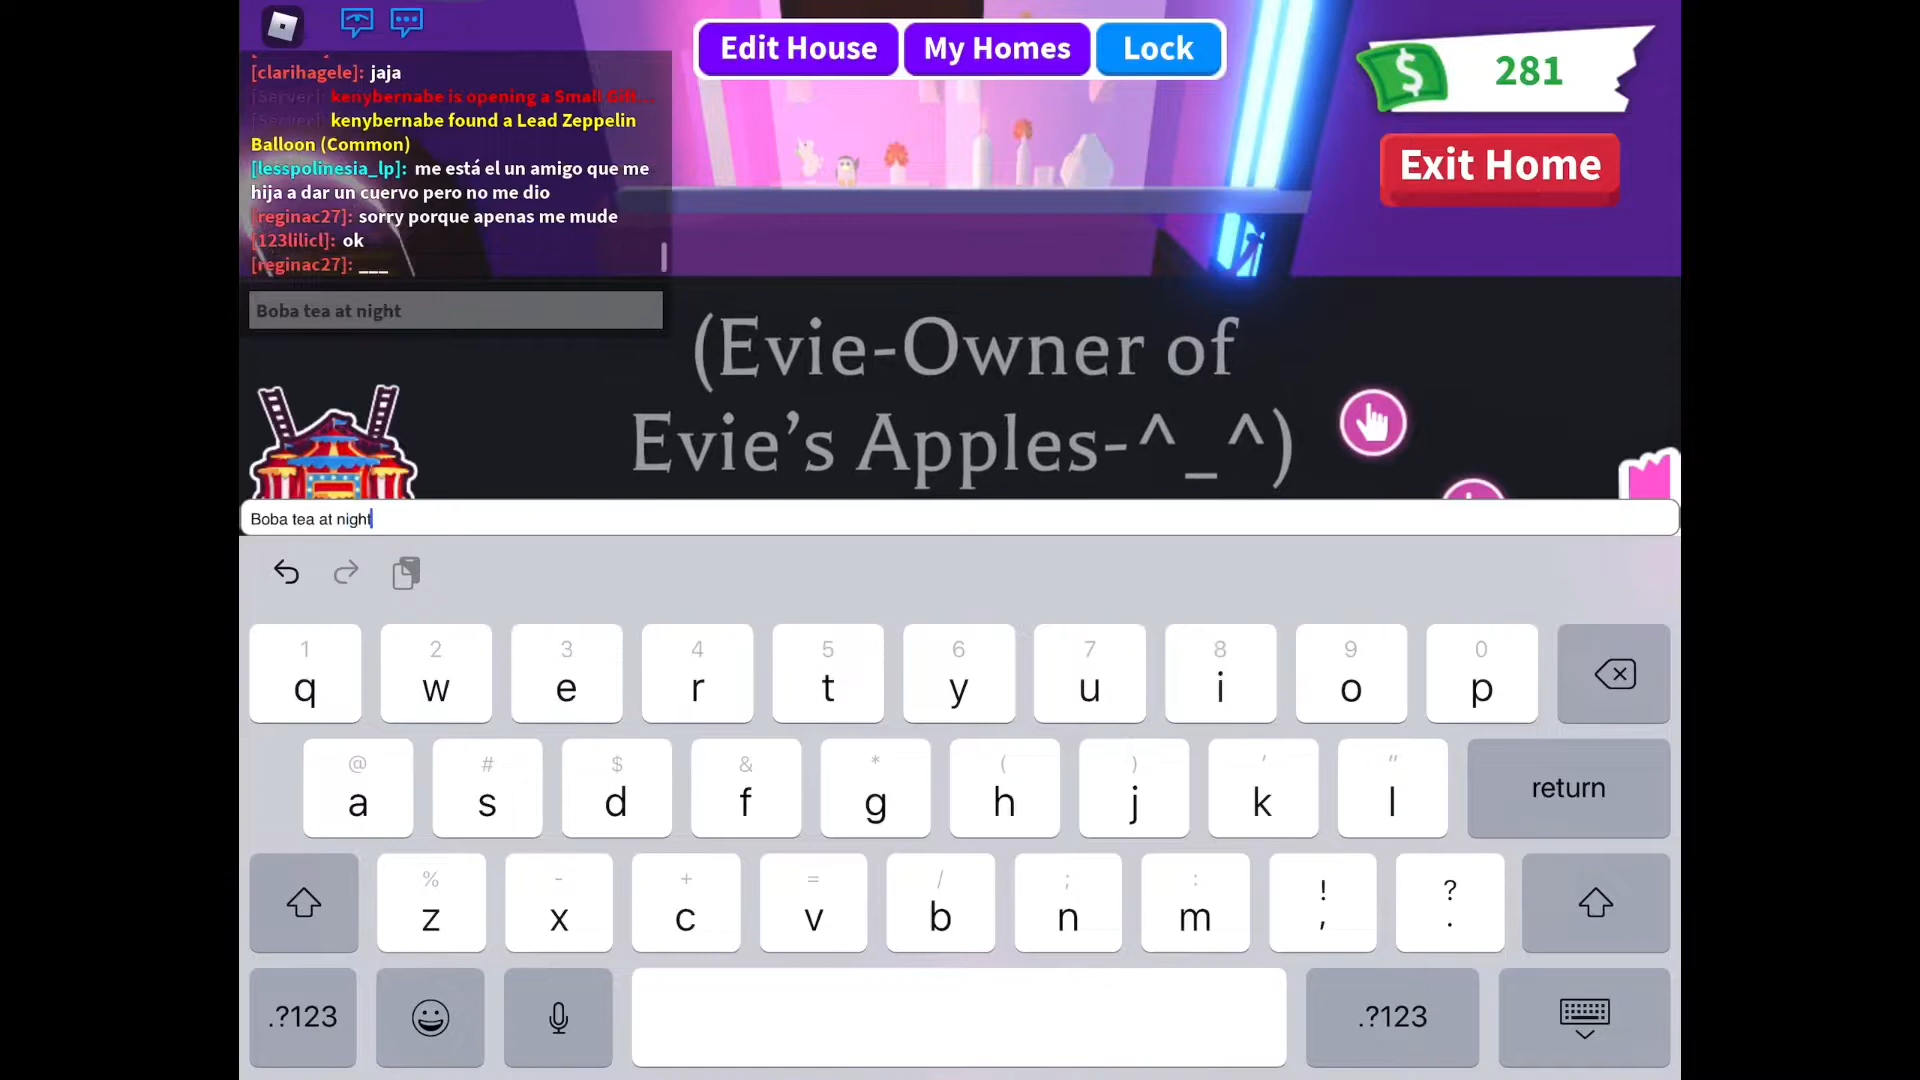 Edit House
My Homes
Lock
281
Exit Home
[clarihagele]: jaja
[Server]: kenybernabe is opening a Small Gift...
[Server]: kenybernabe found a Lead Zeppelin
Balloon (Common)
[lesspolinesia_lp]: me está el un amigo que me
hija a dar un cuervo pero no me dio
[reginac27]: sorry porque apenas me mude
[123lilicl]: ok
[reginac27]: ___
Boba tea at night
(Evie-Owner of
Evie’s Apples-^_^)
Boba tea at night
1 2 3 4 5 6 7 8 9 0
q w e r t y u i o p
@ # $ & * ( ) ' "
a s d f g h j k l return
% - + = / ; : ! ?
z x c v b n m , .
.?123 .?123